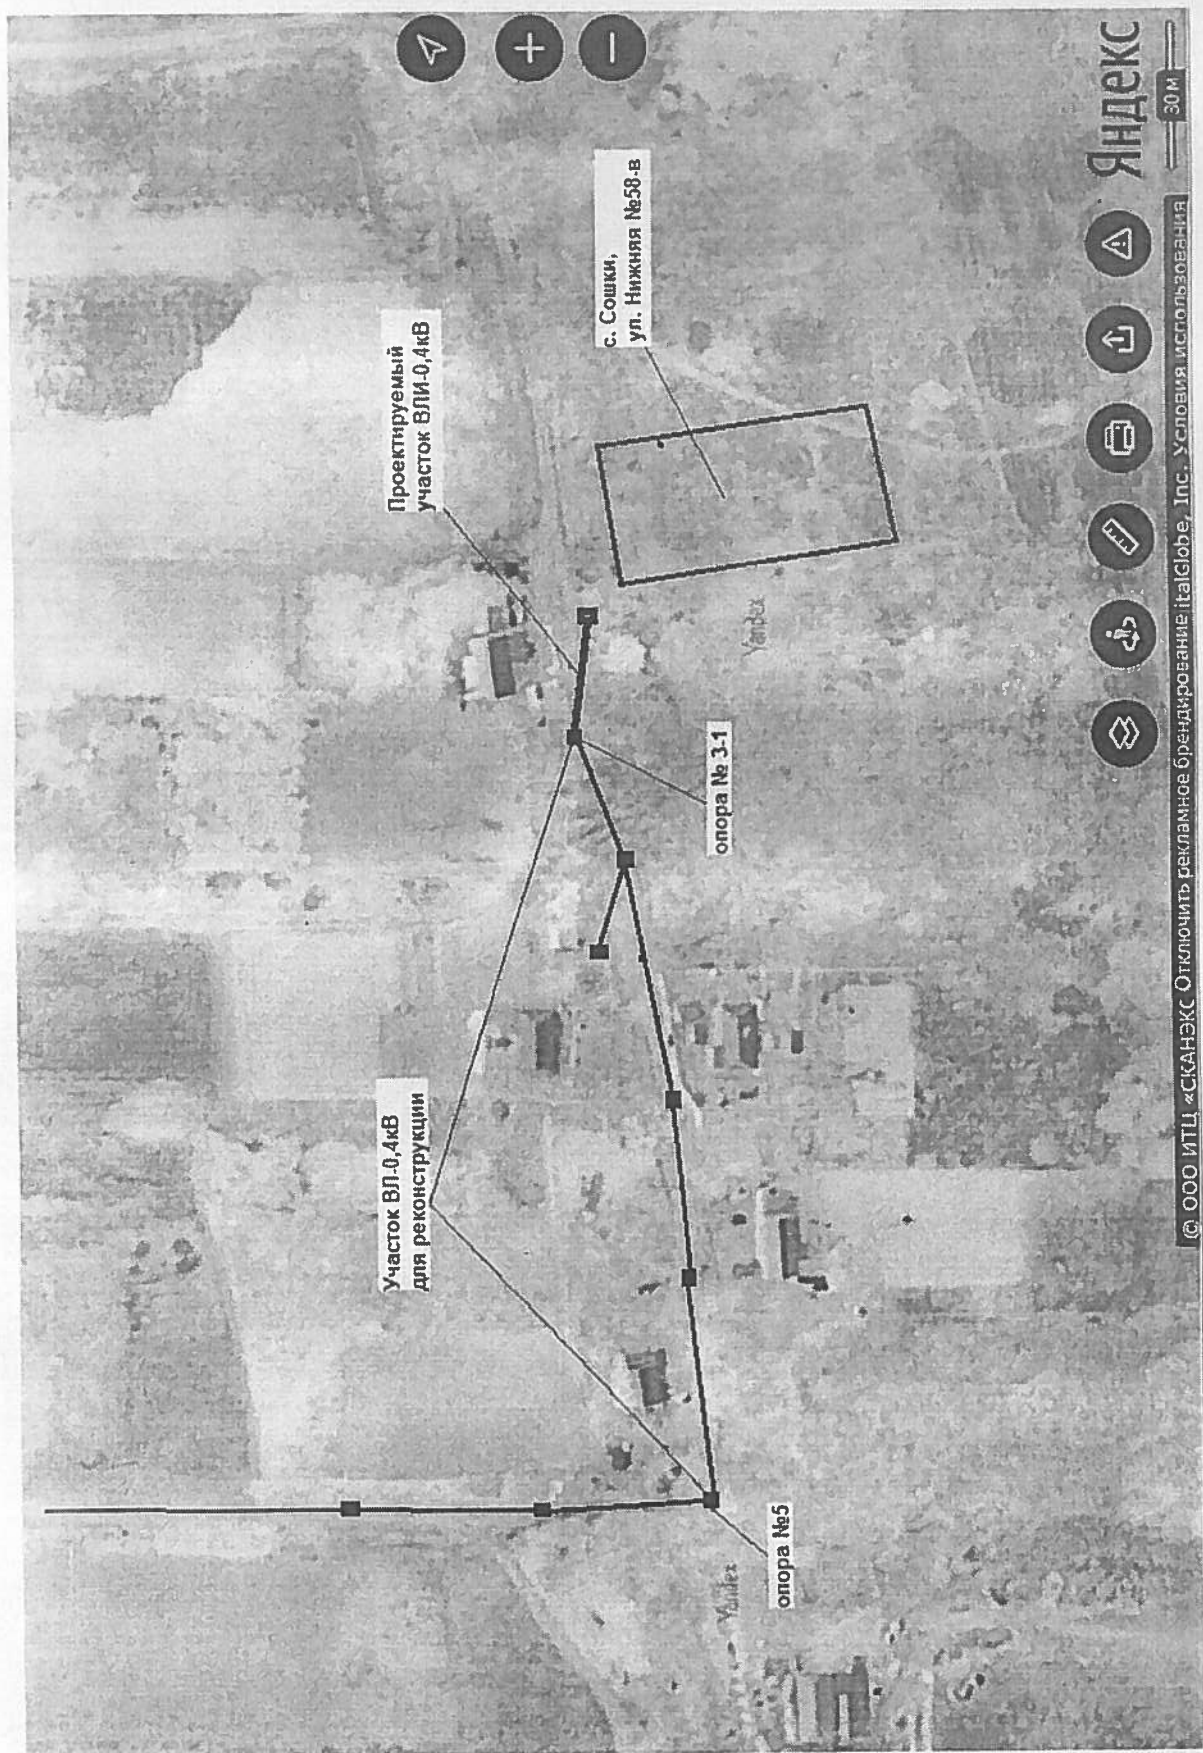 Проектируемый
участок ВЛИ-0,4кВ
с. Сошки,
ул. Нижняя №58-в
Участок ВЛ-0,4кВ
для реконструкции
опора № 3-1
опора №5
Yandex
Yandex
Яндекс
30 м
© ООО ИТЦ «СКАНЭКС Отключить рекламное брендирование italGlobe, Inc. Условия использования